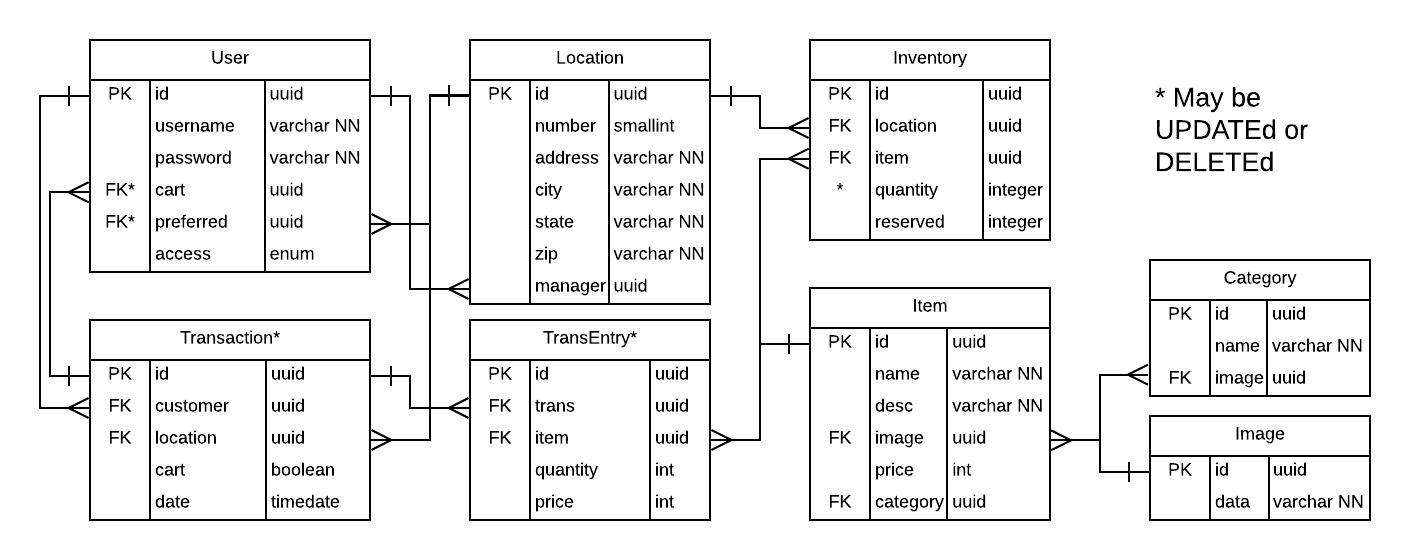 User
PK id uuid
username varchar NN
password varchar NN
FK* cart uuid
FK* preferred uuid
access enum
Location
PK id uuid
number smallint
address varchar NN
city varchar NN
state varchar NN
zip varchar NN
manager uuid
Inventory
PK id uuid
FK location uuid
FK item uuid
* quantity integer
reserved integer
* May be
UPDATEd or
DELETEd
Transaction*
PK id uuid
FK customer uuid
FK location uuid
cart boolean
date timedate
TransEntry*
PK id uuid
FK trans uuid
FK item uuid
quantity int
price int
Item
PK id uuid
name varchar NN
desc varchar NN
FK image uuid
price int
FK category uuid
Category
PK id uuid
name varchar NN
FK image uuid
Image
PK id uuid
data varchar NN